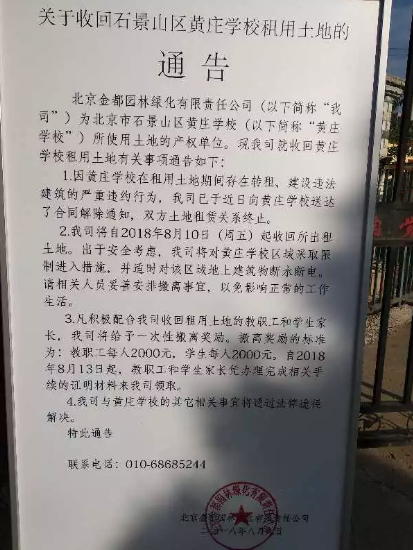 关于收回石景山区黄庄学校租用土地的
通告
北京金都园林绿化有限责任公司（以下简称“我
司”）为北京市石景山区黄庄学校（以下简称“黄庄
学校”）所使用土地的产权单位。现我司就收回黄庄
学校租用土地有关事项通告如下：
1.因黄庄学校在租用土地期间存在转租、建设违法
建筑的严重违约行为，我司已于近日向黄庄学校送达
了合同解除通知，双方土地租赁关系终止。
2.我司将自2018年8月10日（周五）起收回所出租
土地。出于安全考虑，我司将对黄庄学校区域采取限
制进入措施，并适时对该区域地上建筑物断水断电。
请相关人员妥善安排搬离事宜，以免影响正常的工作
生活。
3.凡积极配合我司收回租用土地的教职工和学生家
长，我司将给予一次性搬离奖励。搬离奖励的标准
为：教职工每人2000元，学生每人2000元。自2018
年8月13日起，教职工和学生家长凭办理完成相关手
续的证明材料来我司领取。
4.我司与黄庄学校的其它相关事宜将通过法律途径
解决。
特此通告
联系电话：010-68685244
北京金都园林绿化有限责任公司
二〇一八年八月